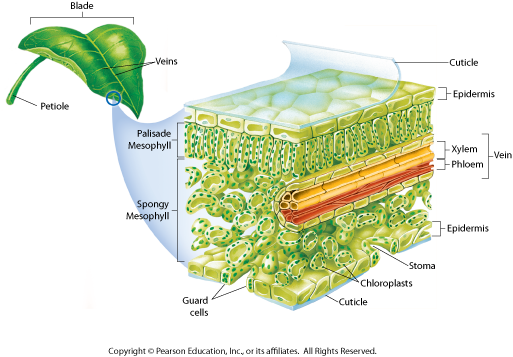 Blade
Veins
Petiole
Cuticle
Epidermis
Palisade
Mesophyll
Xylem
Phloem
Vein
Spongy
Mesophyll
Epidermis
Stoma
Chloroplasts
Guard
cells
Cuticle
Copyright © Pearson Education, Inc., or its affiliates. All Rights Reserved.